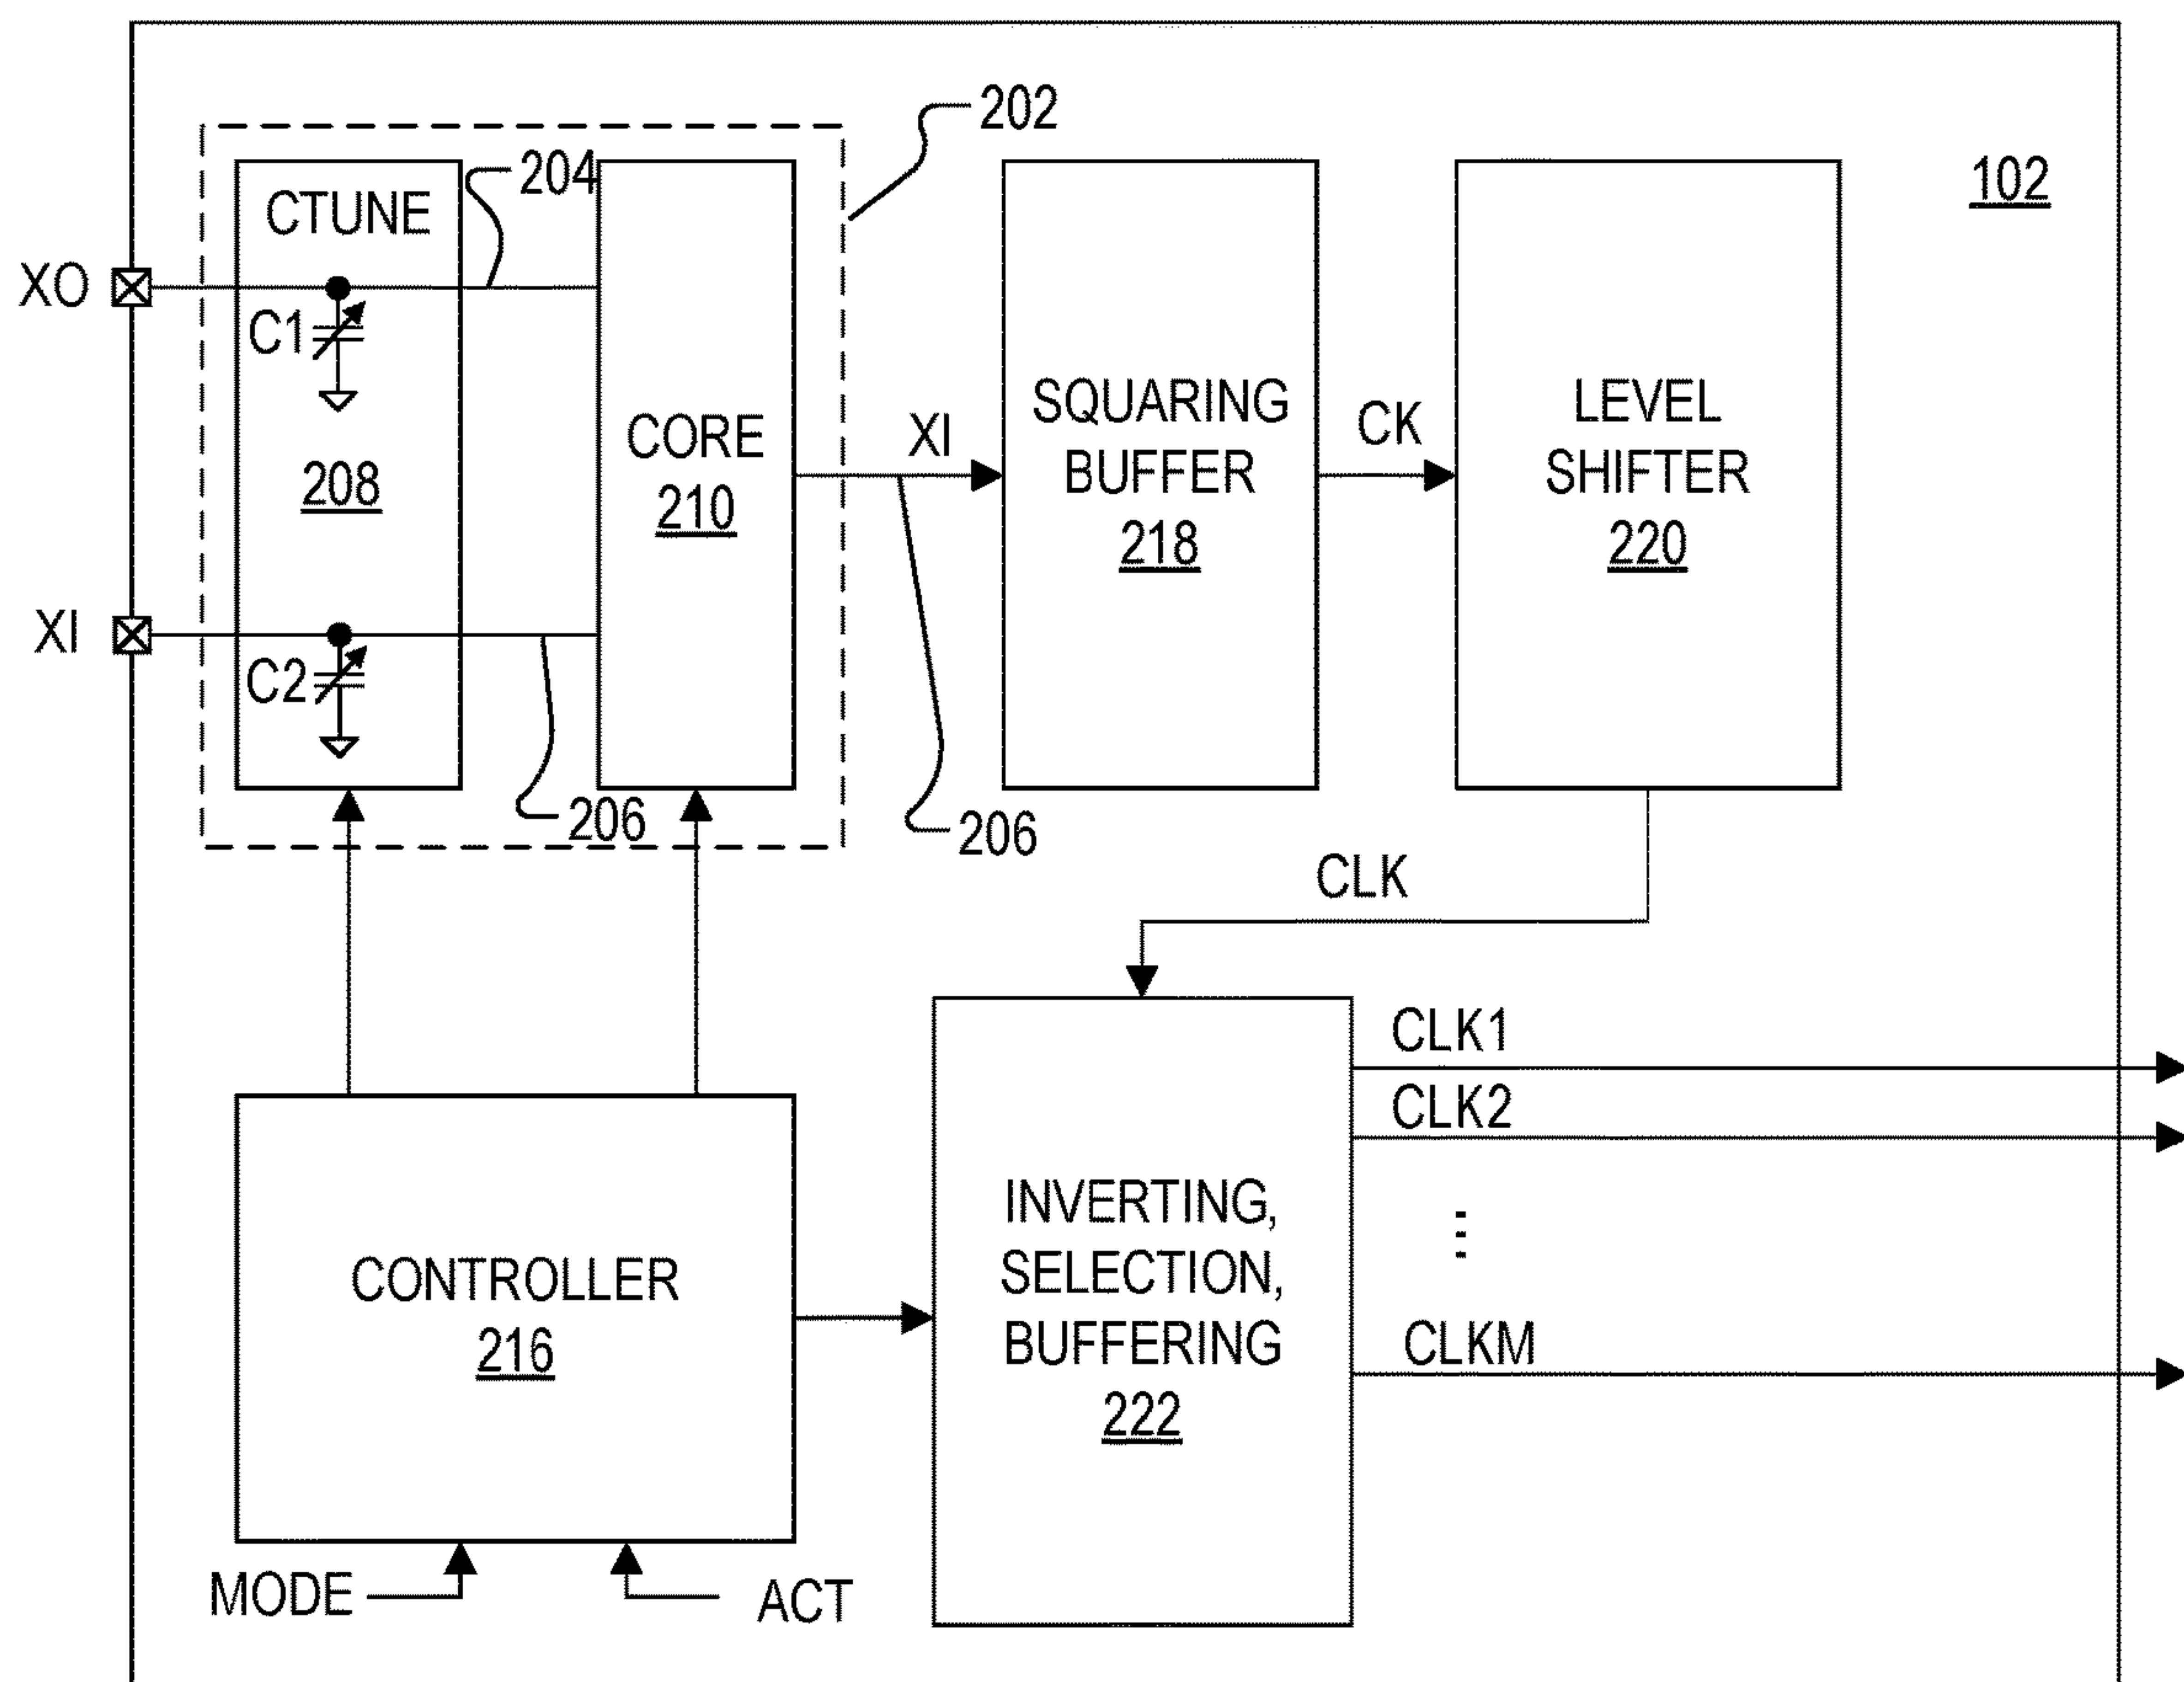 202
204
CTUNE
102
XO
C1
SQUARING
BUFFER
218
LEVEL
SHIFTER
220
CORE
210
XI
CK
208
XI
C2
206
206
CLK
CLK1
CLK2
INVERTING,
SELECTION,
BUFFERING
222
CONTROLLER
216
CLKM
MODE
ACT